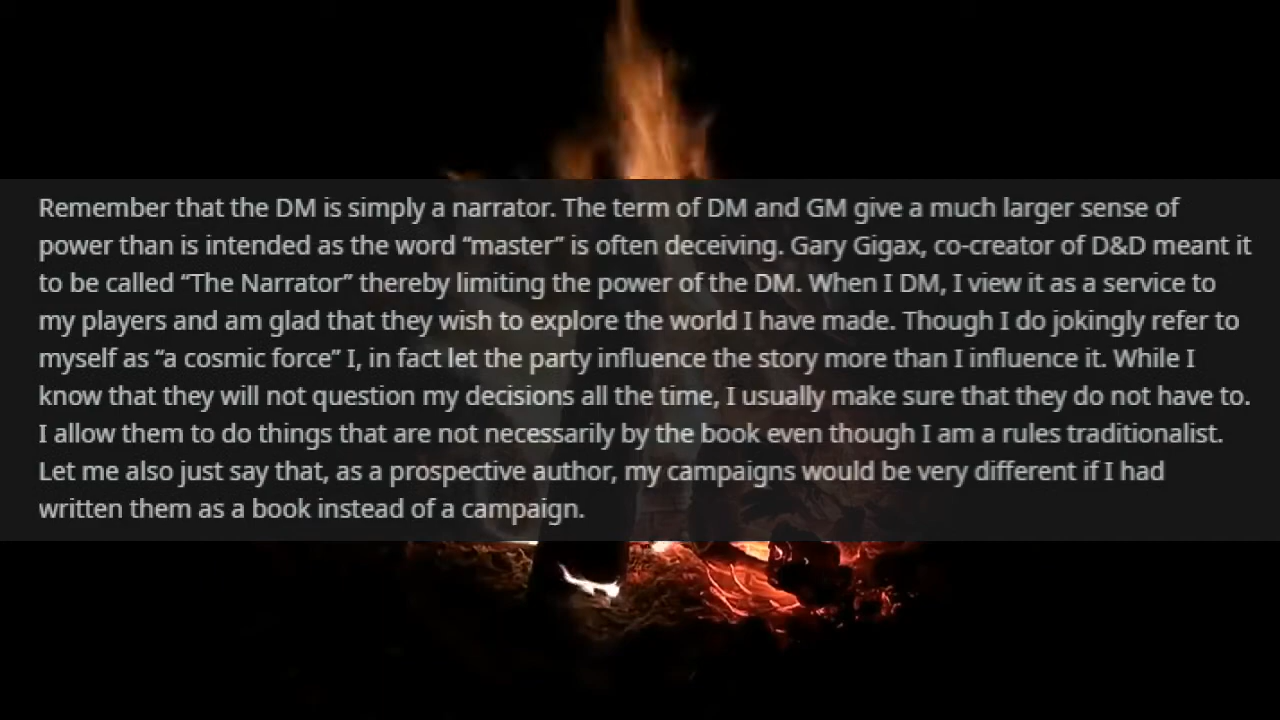 Remember that the DM is simply a narrator. The term of DM and GM give a much larger sense of
power than is intended as the word “master” is often deceiving. Gary Gigax, co-creator of D&D meant it
to be called “The Narrator” thereby limiting the power of the DM. When I DM, I view it as a service to
my players and am glad that they wish to explore the world I have made. Though I do jokingly refer to
myself as “a cosmic force” I, in fact let the party influence the story more than I influence it. While I
know that they will not question my decisions all the time, I usually make sure that they do not have to.
I allow them to do things that are not necessarily by the book even though I am a rules traditionalist.
Let me also just say that, as a prospective author, my campaigns would be very different if I had
written them as a book instead of a campaign.